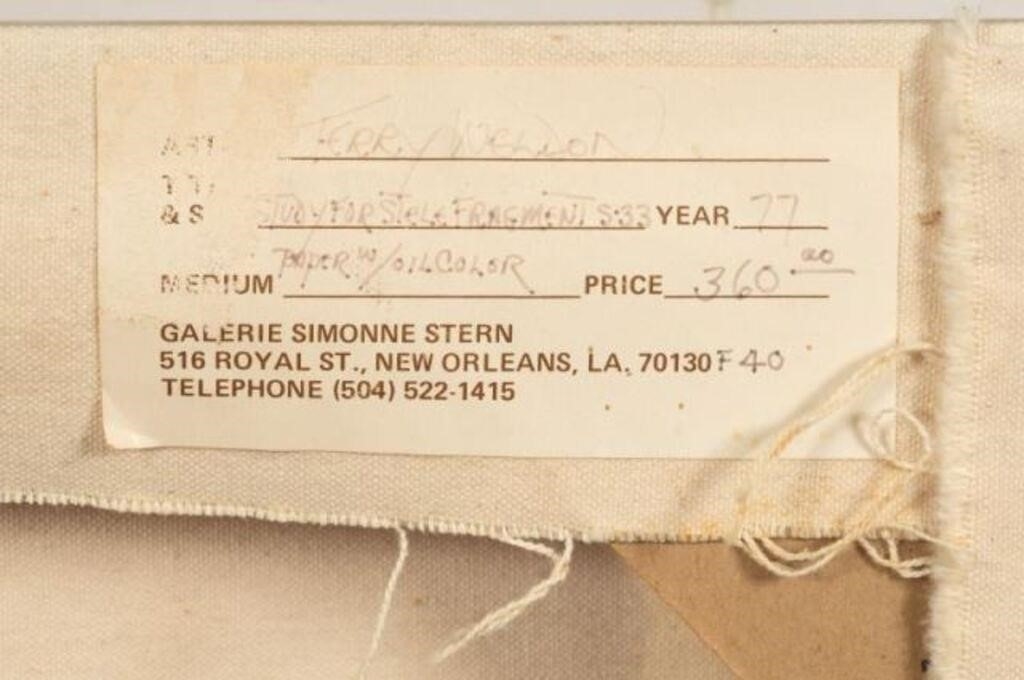 ART TERRY WELDON
& S STUDY FOR STELE FRAGMENT S-33 YEAR 77
MEDIUM PAPER W/OIL COLOR PRICE 360.00
GALERIE SIMONNE STERN
516 ROYAL ST., NEW ORLEANS, LA. 70130 F40
TELEPHONE (504) 522-1415